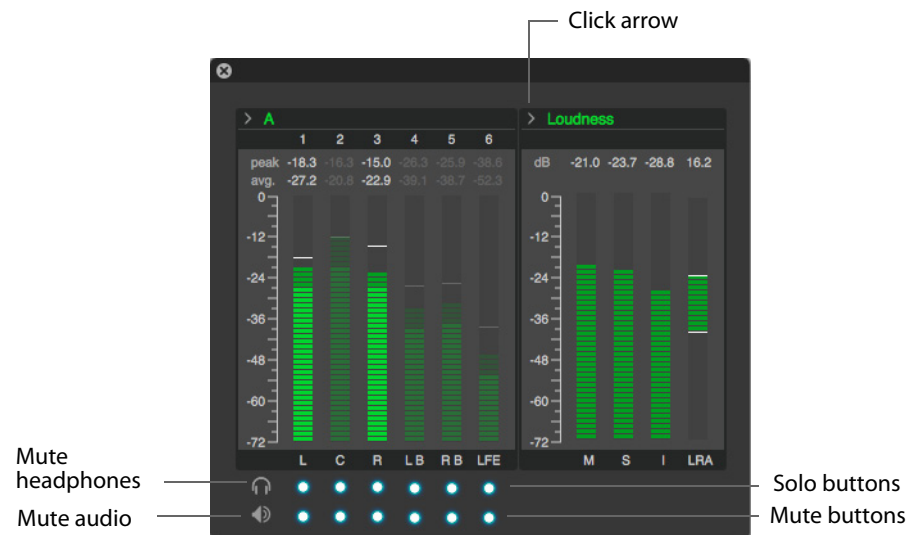 Click arrow
> A
> Loudness
1 2 3 4 5 6
peak -18.3 -16.3 -15.0 -26.3 -25.9 -38.6
dB -21.0 -23.7 -28.8 16.2
avg. -27.2 -20.8 -22.9 -39.1 -38.7 -52.3
0
-12
-24
-36
-48
-60
-72
0
-12
-24
-36
-48
-60
-72
L C R L B R B LFE
M S I LRA
Mute
headphones
Solo buttons
Mute audio
Mute buttons